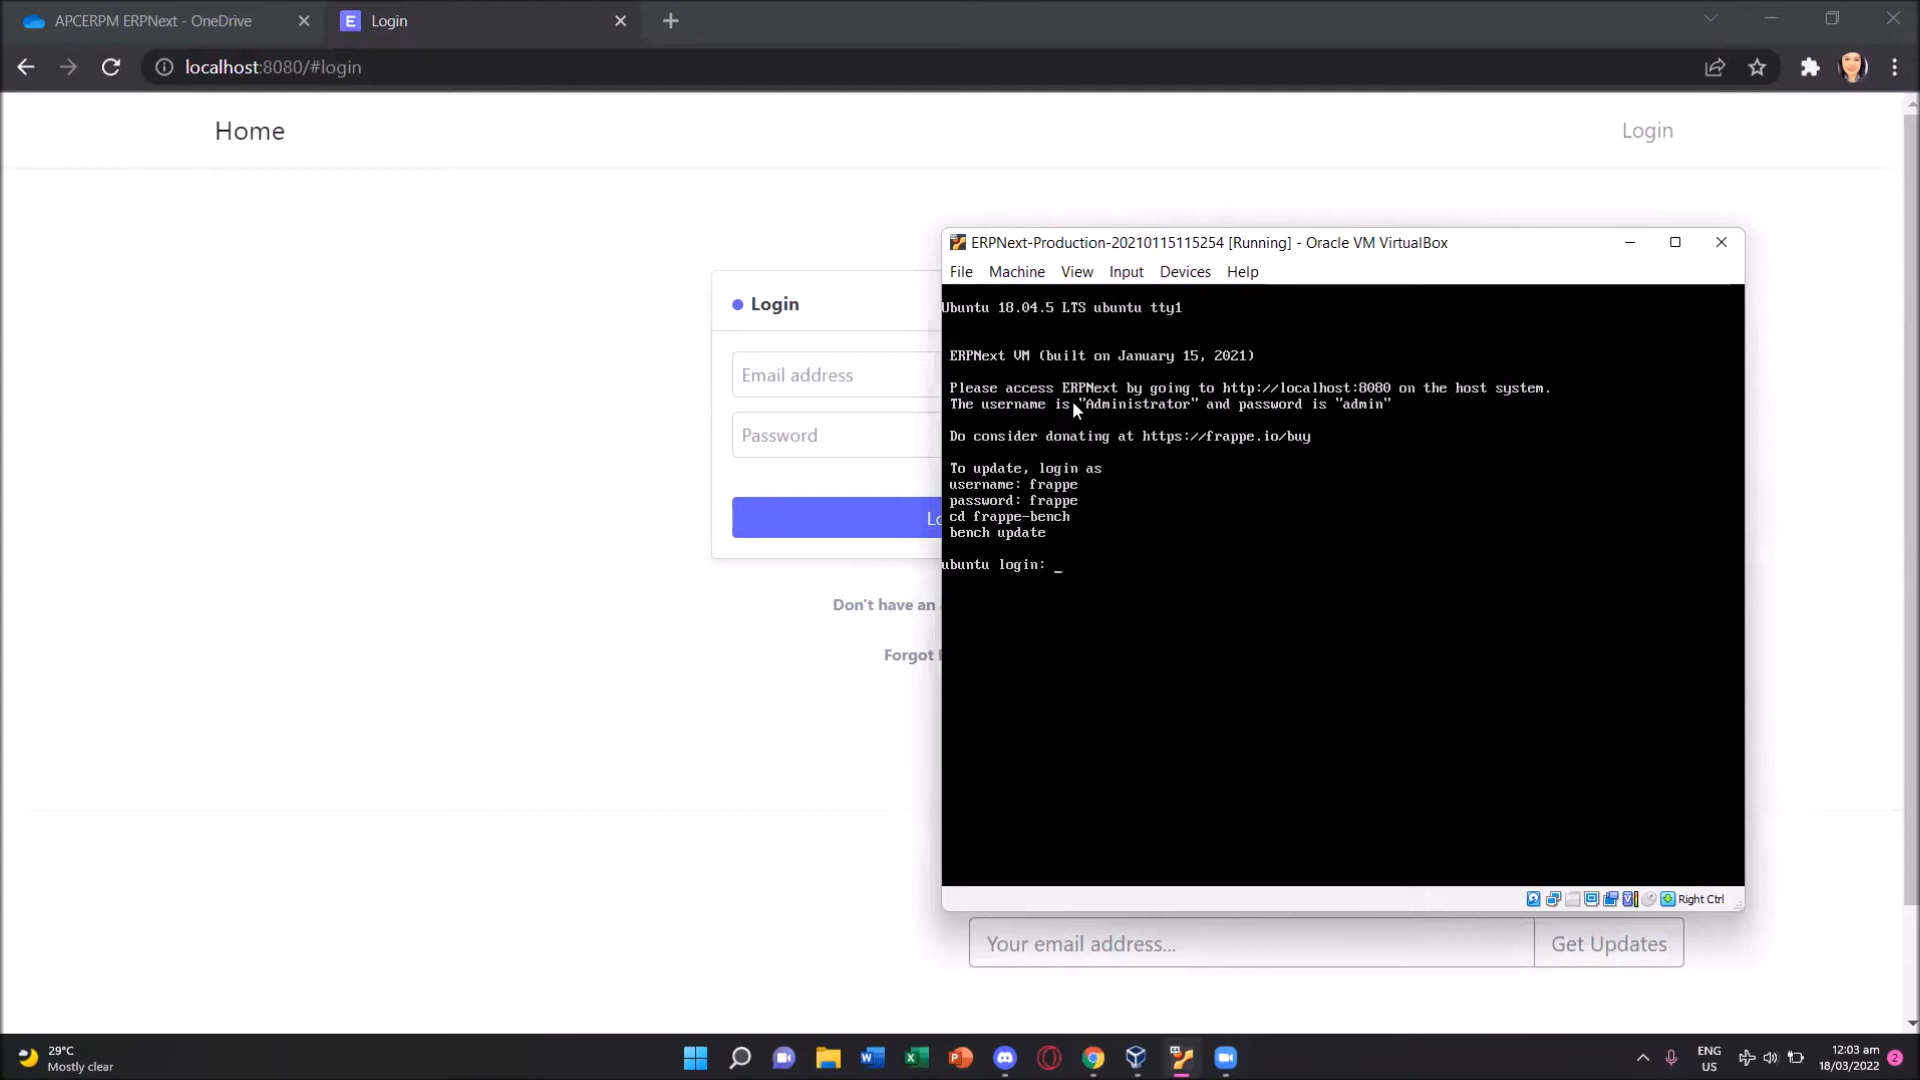 APCERPM ERPNext - OneDrive
Login
localhost:8080/#login
Home
Login
ERPNext-Production-20210115115254 [Running] - Oracle VM VirtualBox
File Machine View Input Devices Help
Ubuntu 18.04.5 LTS ubuntu tty1
ERPNext VM (built on January 15, 2021)
Please access ERPNext by going to http://localhost:8080 on the host system.
The username is "Administrator" and password is "admin"
Do consider donating at https://frappe.io/buy
To update, login as
username: frappe
password: frappe
cd frappe-bench
bench update
ubuntu login: _
Right Ctrl
Login
Email address
Password
Lo
Don't have an
Forgot
Your email address...
Get Updates
29°C
Mostly clear
ENG
US
12:03 am
18/03/2022
2